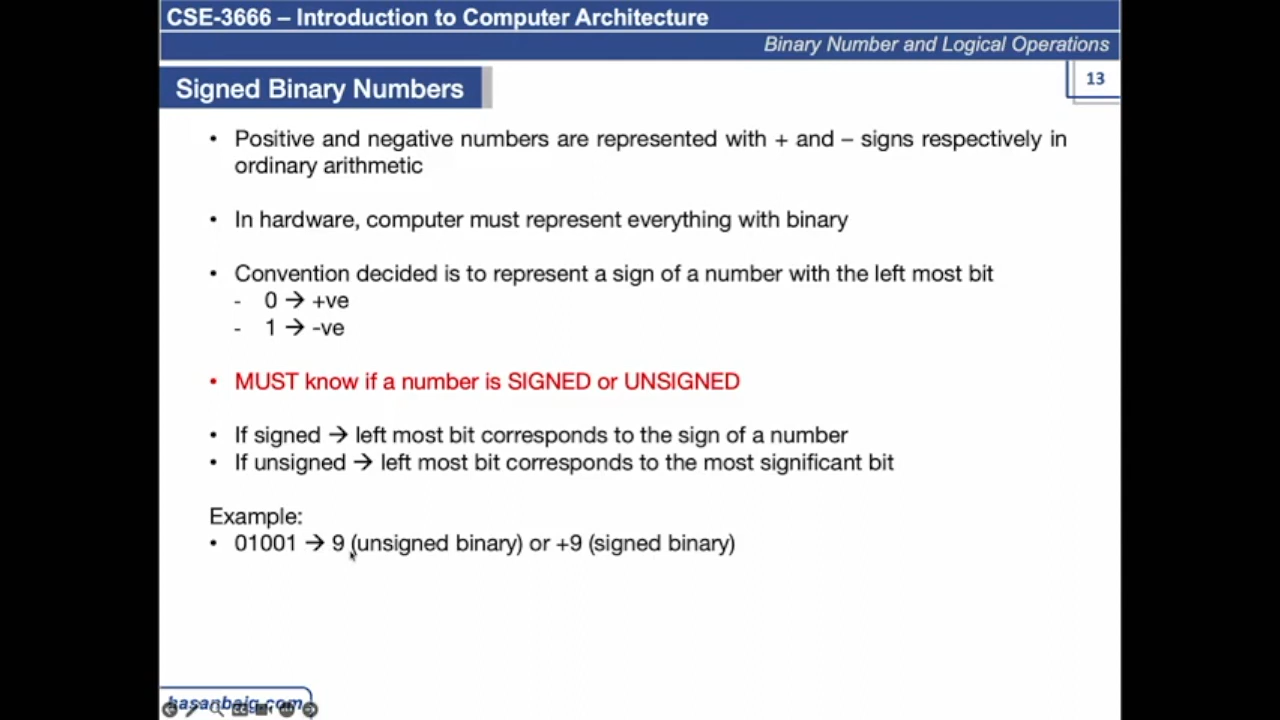 CSE-3666 – Introduction to Computer Architecture
Binary Number and Logical Operations
Signed Binary Numbers
13
• Positive and negative numbers are represented with + and – signs respectively in
ordinary arithmetic
• In hardware, computer must represent everything with binary
• Convention decided is to represent a sign of a number with the left most bit
- 0 → +ve
- 1 → -ve
• MUST know if a number is SIGNED or UNSIGNED
• If signed → left most bit corresponds to the sign of a number
• If unsigned → left most bit corresponds to the most significant bit
Example:
• 01001 → 9 (unsigned binary) or +9 (signed binary)
hasanbaig.com